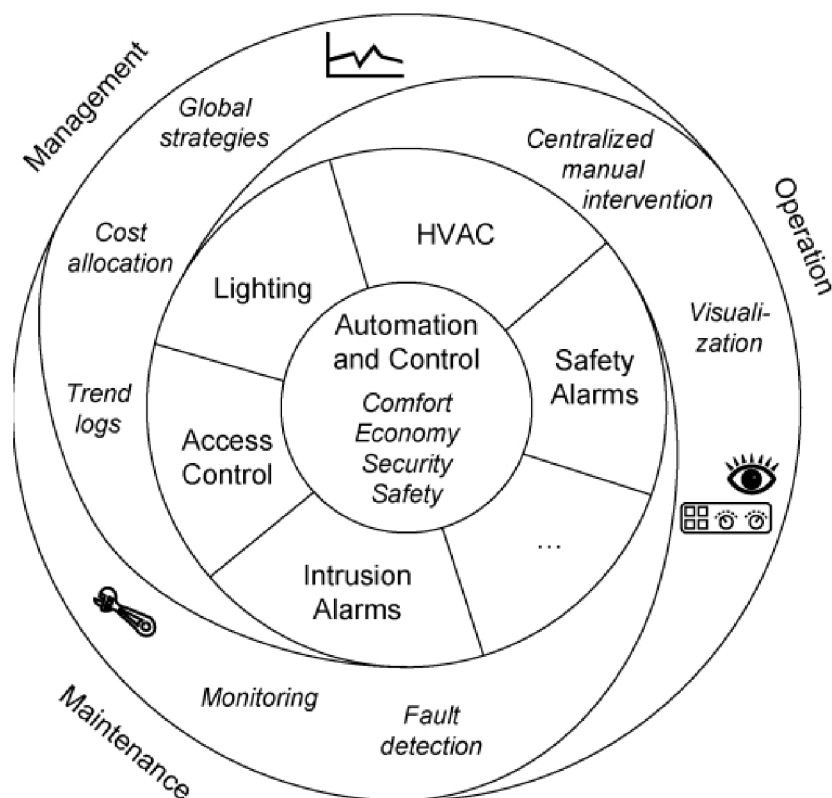 Management
Global
strategies
Cost
allocation
Trend
logs
Centralized
manual
intervention
Operation
Visuali-
zation
HVAC
Lighting
Safety
Alarms
Access
Control
Intrusion
Alarms
...
Automation
and Control
Comfort
Economy
Security
Safety
Monitoring
Fault
detection
Maintenance